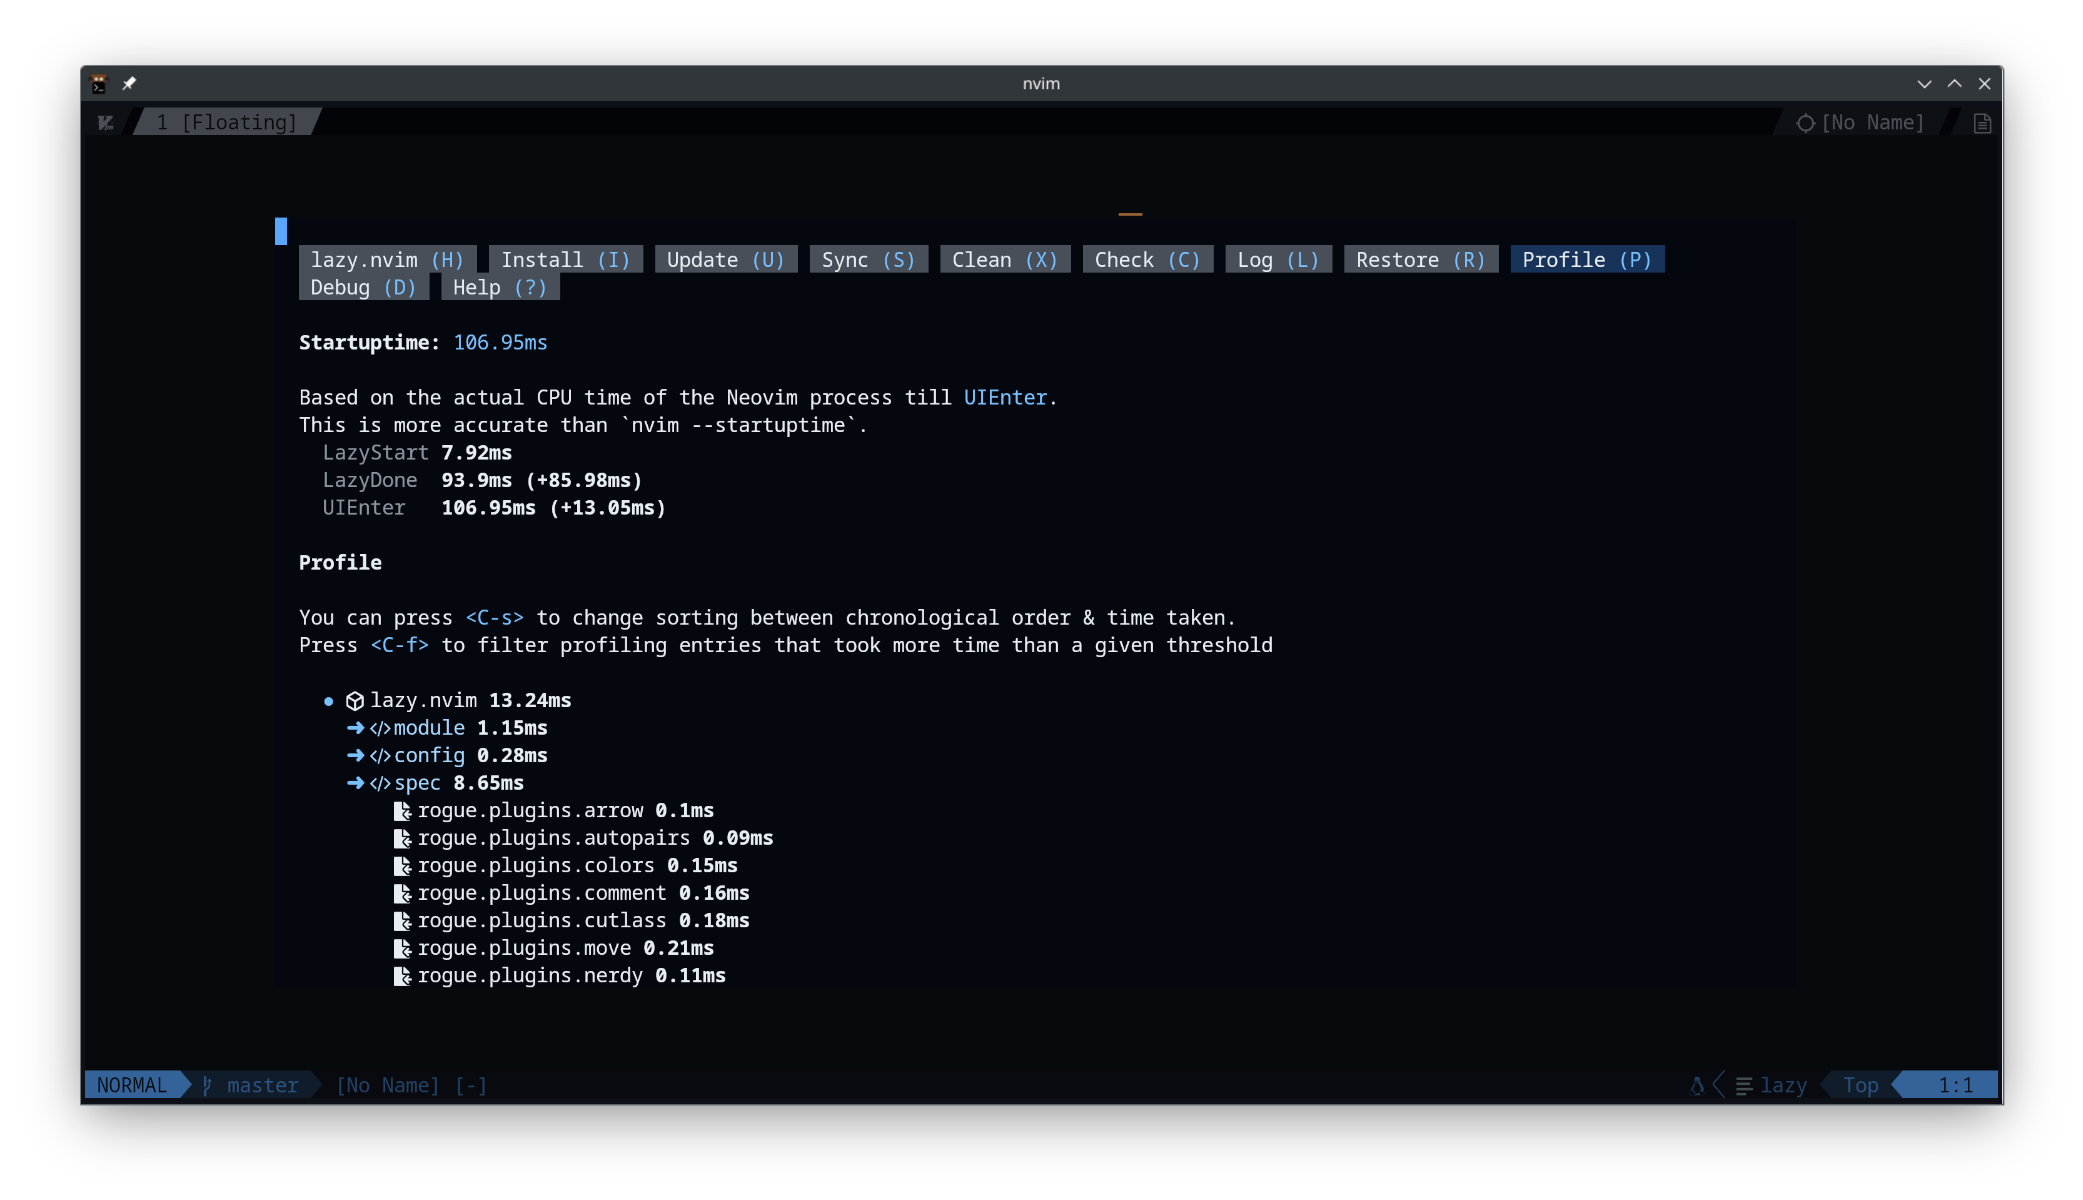 nvim
1 [Floating]
[No Name]
lazy.nvim (H) Install (I) Update (U) Sync (S) Clean (X) Check (C) Log (L) Restore (R) Profile (P)
Debug (D) Help (?)
Startuptime: 106.95ms
Based on the actual CPU time of the Neovim process till UIEnter.
This is more accurate than `nvim --startuptime`.
LazyStart 7.92ms
LazyDone 93.9ms (+85.98ms)
UIEnter 106.95ms (+13.05ms)
Profile
You can press <C-s> to change sorting between chronological order & time taken.
Press <C-f> to filter profiling entries that took more time than a given threshold
● lazy.nvim 13.24ms
➜ </>module 1.15ms
➜ </>config 0.28ms
➜ </>spec 8.65ms
rogue.plugins.arrow 0.1ms
rogue.plugins.autopairs 0.09ms
rogue.plugins.colors 0.15ms
rogue.plugins.comment 0.16ms
rogue.plugins.cutlass 0.18ms
rogue.plugins.move 0.21ms
rogue.plugins.nerdy 0.11ms
NORMAL master [No Name] [-] lazy Top 1:1